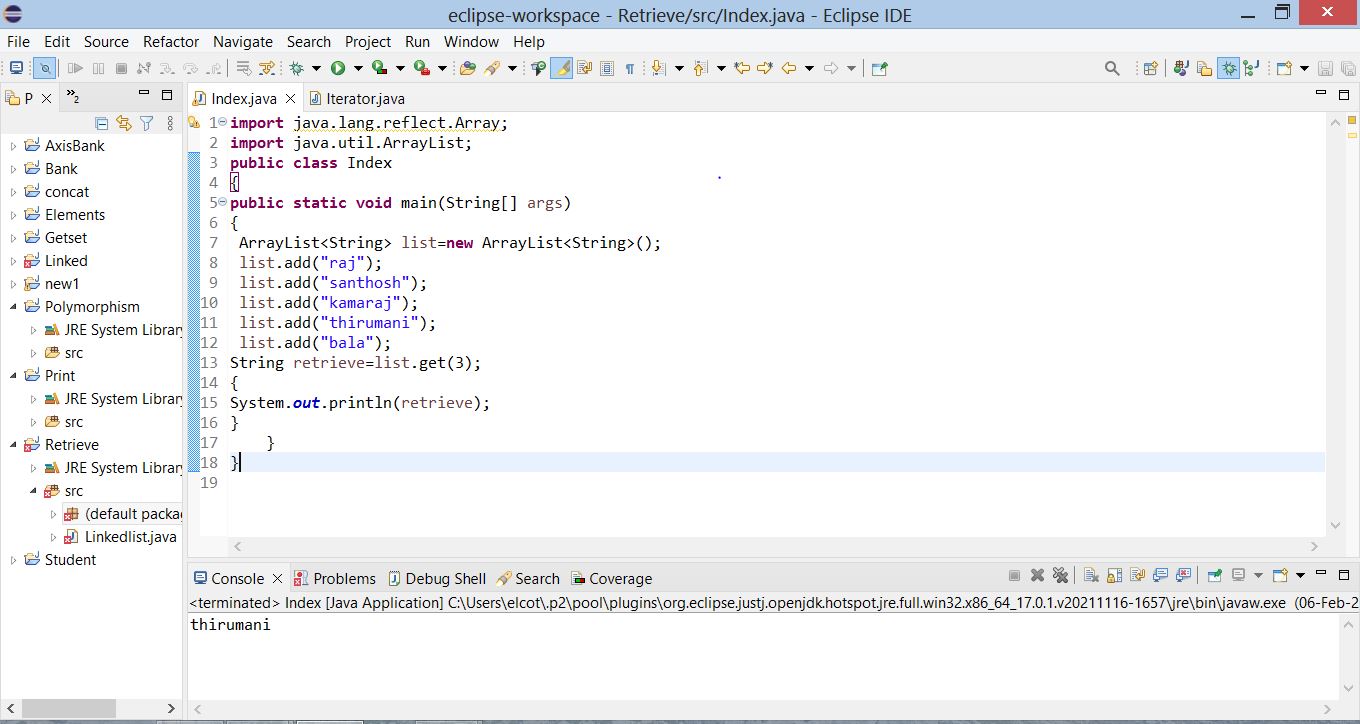 eclipse-workspace - Retrieve/src/Index.java - Eclipse IDE
File Edit Source Refactor Navigate Search Project Run Window Help
P
2
AxisBank
Bank
concat
Elements
Getset
Linked
new1
Polymorphism
JRE System Library
src
Print
JRE System Library
src
Retrieve
JRE System Library
src
(default packa
Linkedlist.java
Student
Index.java Iterator.java
1 import java.lang.reflect.Array;
2 import java.util.ArrayList;
3 public class Index
4 {
5 public static void main(String[] args)
6 {
7 ArrayList<String> list=new ArrayList<String>();
8 list.add("raj");
9 list.add("santhosh");
10 list.add("kamaraj");
11 list.add("thirumani");
12 list.add("bala");
13 String retrieve=list.get(3);
14 {
15 System.out.println(retrieve);
16 }
17 }
18 }
19
Console Problems Debug Shell Search Coverage
<terminated> Index [Java Application] C:\Users\elcot\.p2\pool\plugins\org.eclipse.justj.openjdk.hotspot.jre.full.win32.x86_64_17.0.1.v20211116-1657\jre\bin\javaw.exe (06-Feb-2
thirumani